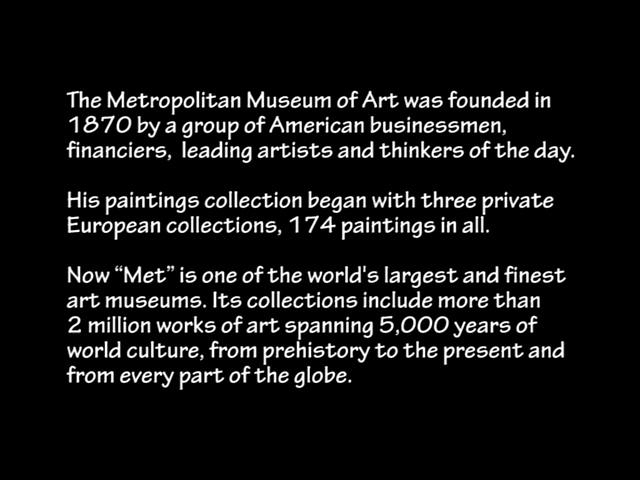 The Metropolitan Museum of Art was founded in
1870 by a group of American businessmen,
financiers,  leading artists and thinkers of the day.
His paintings collection began with three private
European collections, 174 paintings in all.
Now “Met” is one of the world's largest and finest
art museums. Its collections include more than
2 million works of art spanning 5,000 years of
world culture, from prehistory to the present and
from every part of the globe.